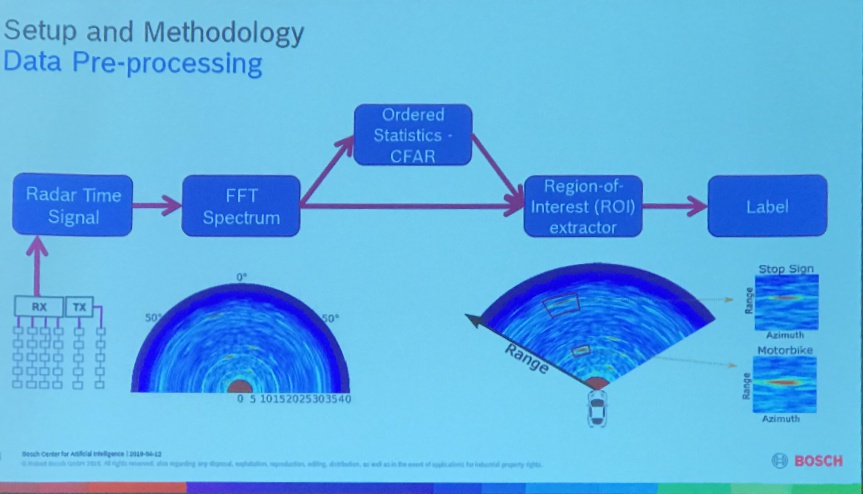 Setup and Methodology
Data Pre-processing
Ordered
Statistics -
CFAR
Radar Time
Signal
FFT
Spectrum
Region-of-
Interest (ROI)
extractor
Label
RX
TX
0°
50°
50°
0 5 10152025303540
Range
Stop Sign
Range
Azimuth
Motorbike
Range
Azimuth
Bosch Center for Artificial Intelligence | 2019-04-12
© Robert Bosch GmbH 2019. All rights reserved, also regarding any disposal, exploitation, reproduction, editing, distribution, as well as in the event of applications for industrial property rights.
BOSCH